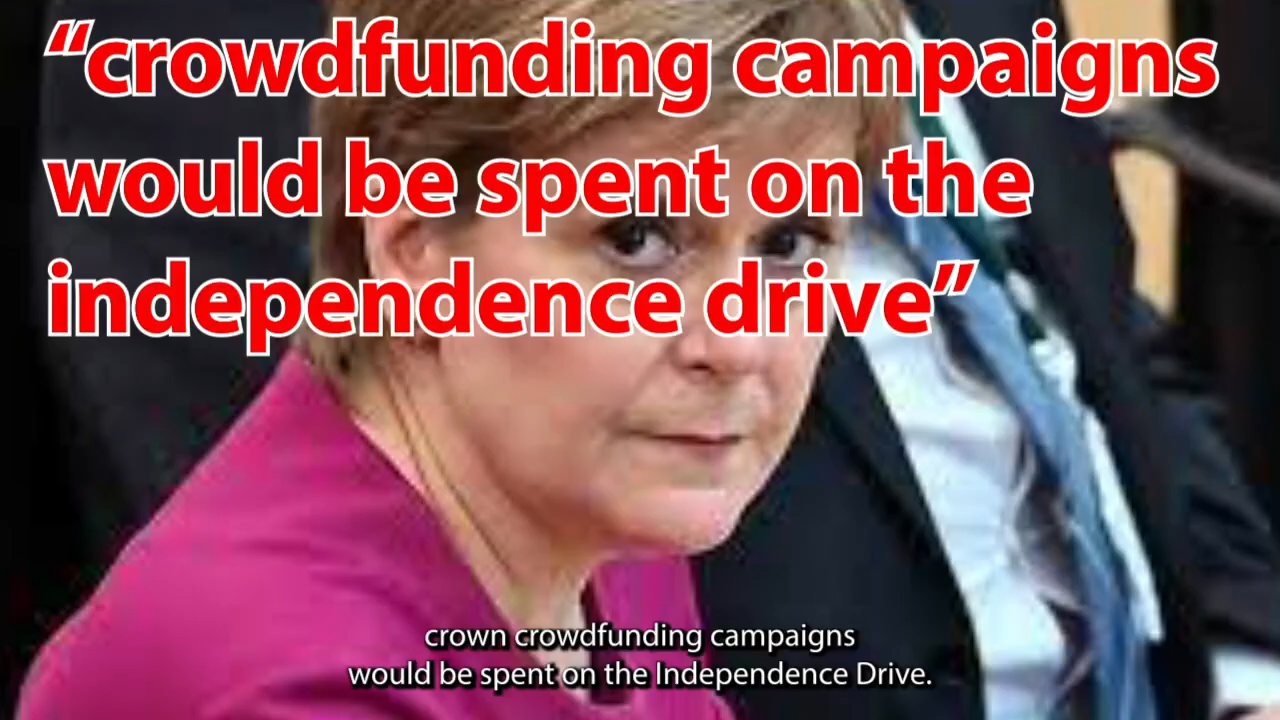 “crowdfunding campaigns
would be spent on the
independence drive”
crown crowdfunding campaigns
would be spent on the Independence Drive.